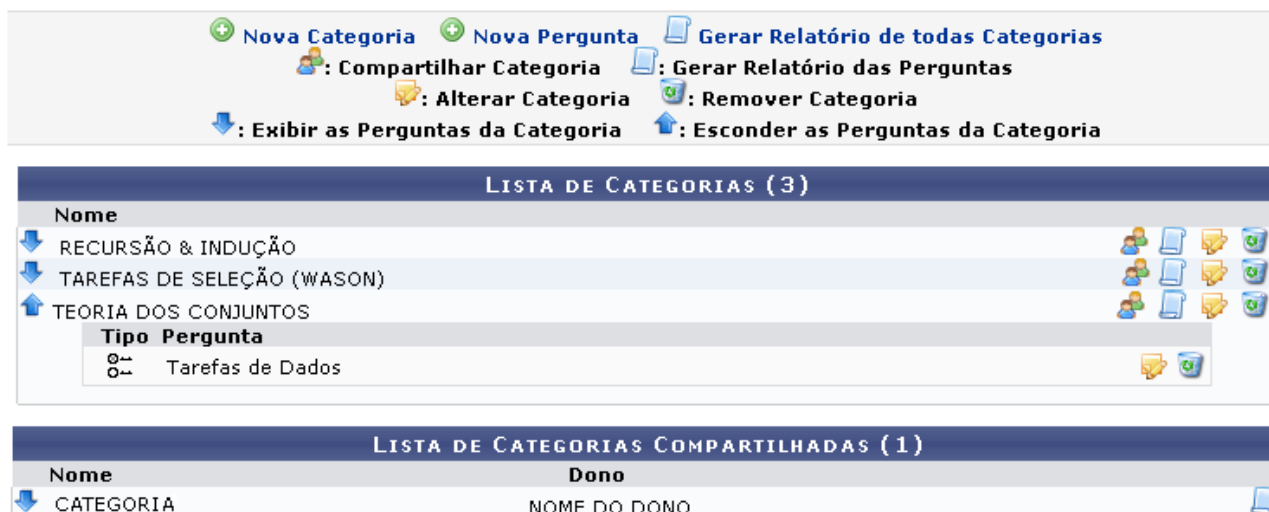 Nova Categoria Nova Pergunta Gerar Relatório de todas Categorias
: Compartilhar Categoria : Gerar Relatório das Perguntas
: Alterar Categoria : Remover Categoria
: Exibir as Perguntas da Categoria : Esconder as Perguntas da Categoria
LISTA DE CATEGORIAS (3)
Nome
RECURSÃO & INDUÇÃO
TAREFAS DE SELEÇÃO (WASON)
TEORIA DOS CONJUNTOS
Tipo Pergunta
Tarefas de Dados
LISTA DE CATEGORIAS COMPARTILHADAS (1)
Nome Dono
CATEGORIA NOME DO DONO